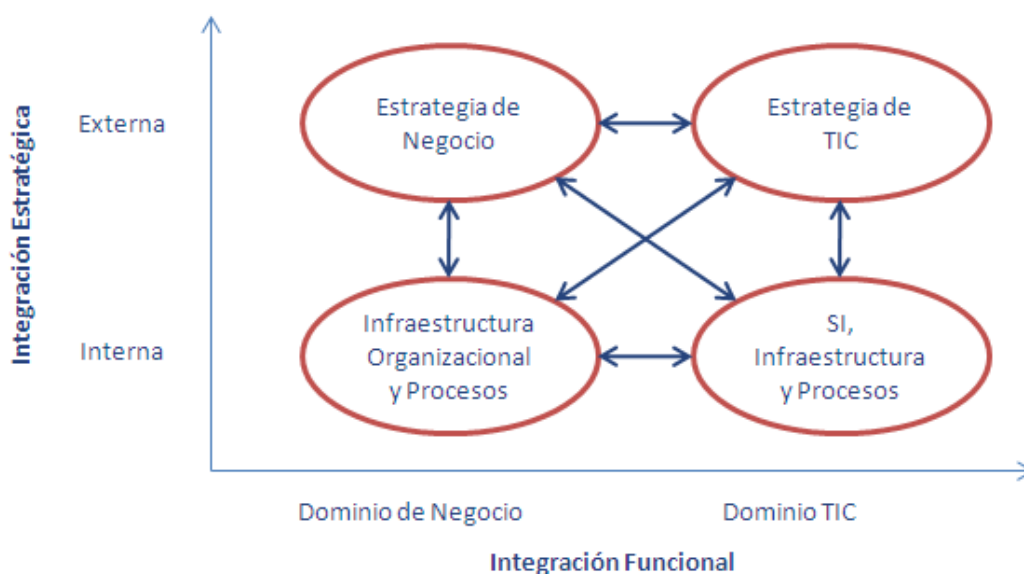 Integración Estratégica
Externa
Estrategia de
Negocio
Estrategia de
TIC
Interna
Infraestructura
Organizacional
y Procesos
SI,
Infraestructura
y Procesos
Dominio de Negocio
Dominio TIC
Integración Funcional